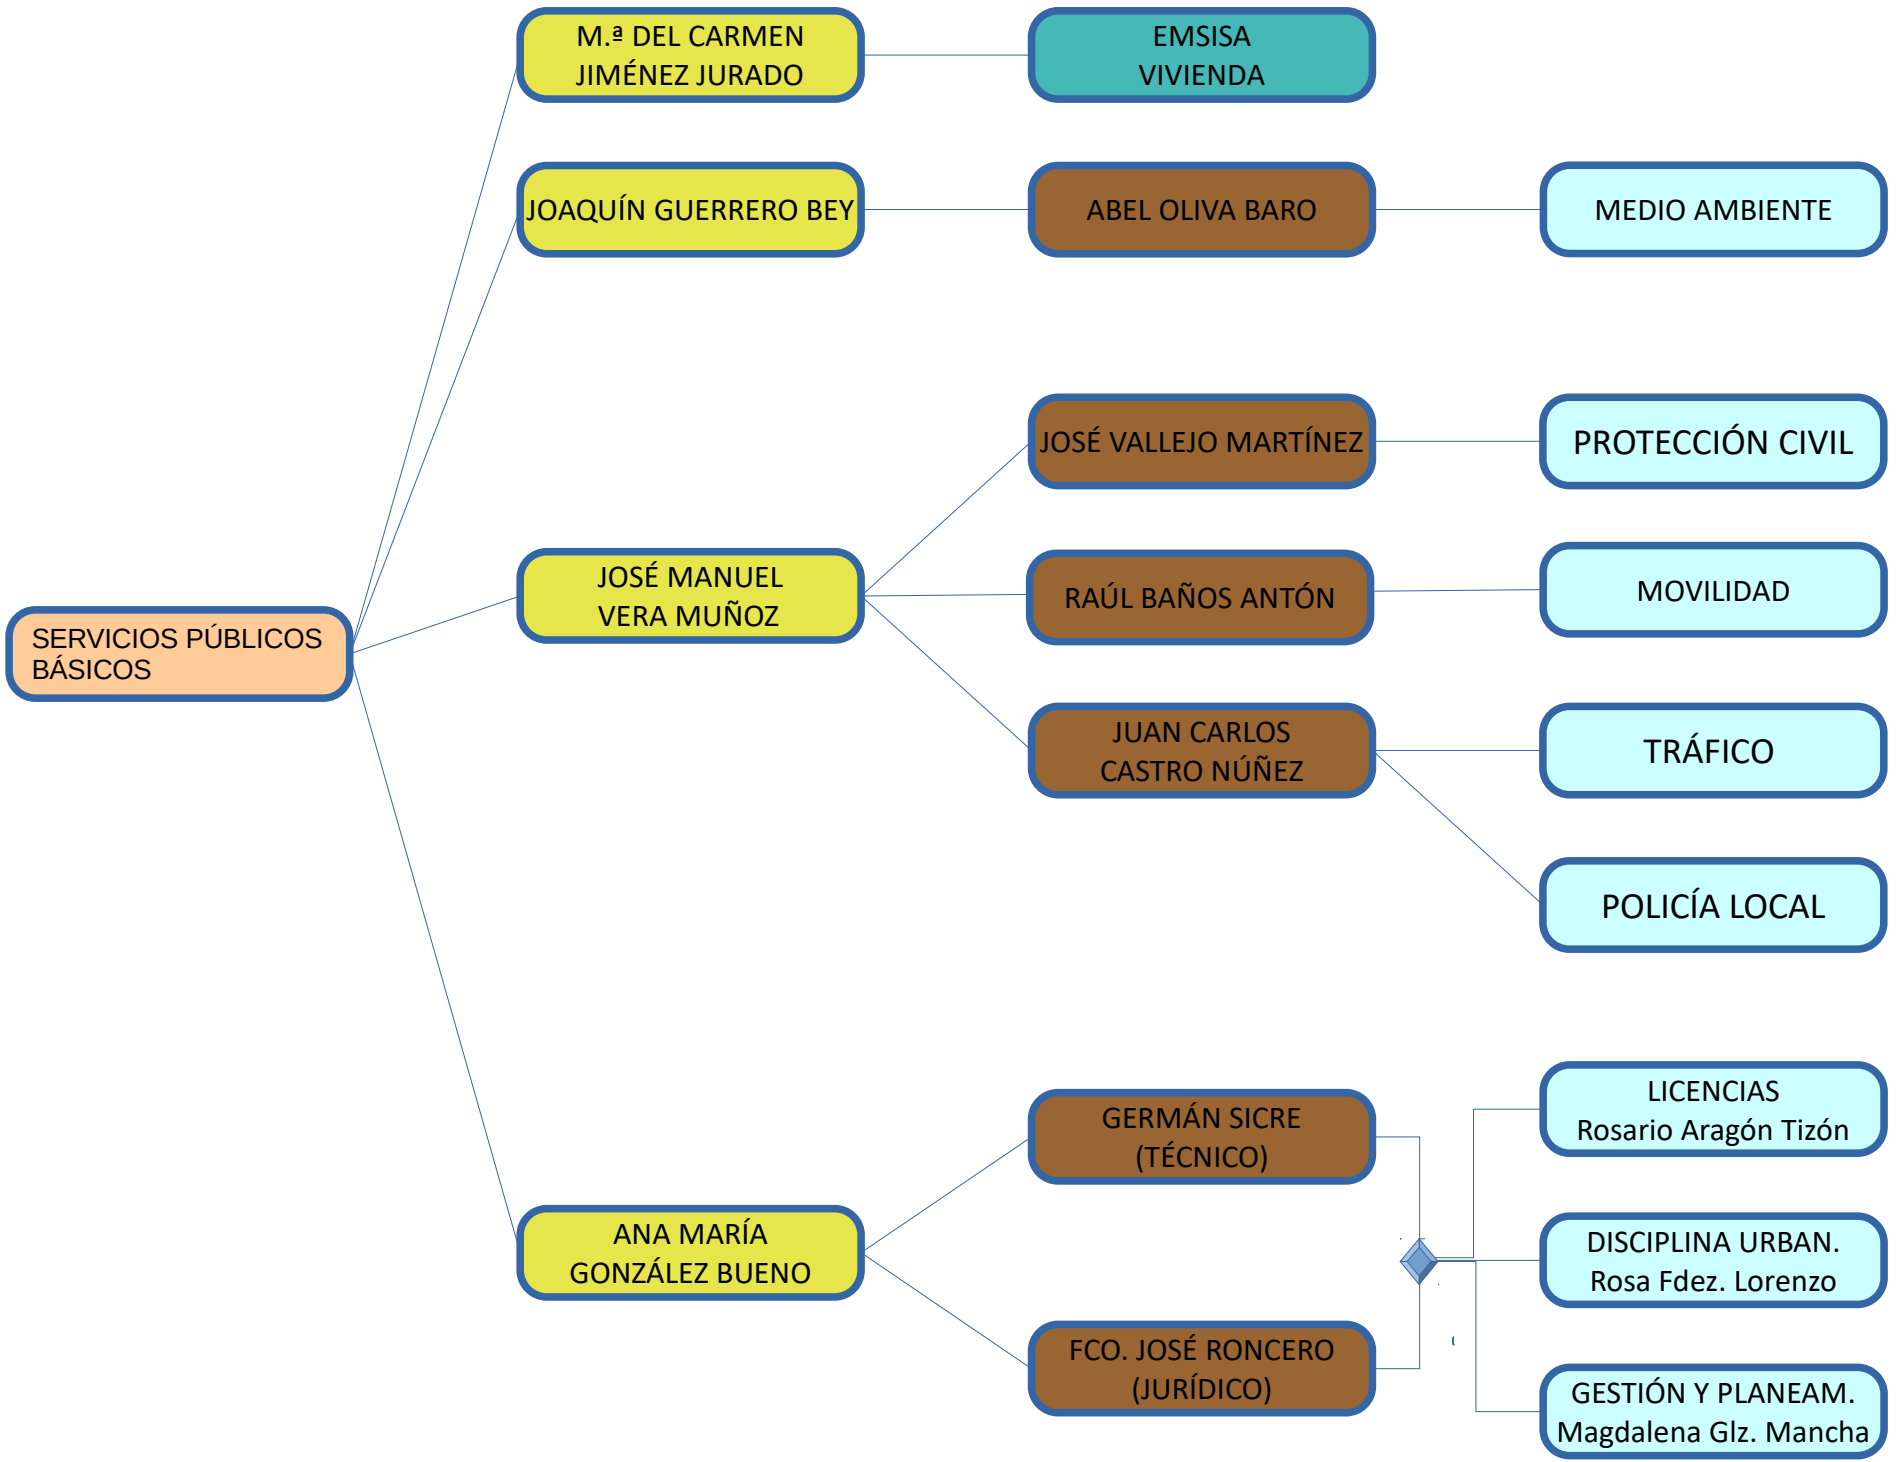 M.ª DEL CARMEN
JIMÉNEZ JURADO
EMSISA
VIVIENDA
JOAQUÍN GUERRERO BEY
ABEL OLIVA BARO
MEDIO AMBIENTE
JOSÉ VALLEJO MARTÍNEZ
PROTECCIÓN CIVIL
JOSÉ MANUEL
VERA MUÑOZ
RAÚL BAÑOS ANTÓN
MOVILIDAD
SERVICIOS PÚBLICOS
BÁSICOS
JUAN CARLOS
CASTRO NÚÑEZ
TRÁFICO
POLICÍA LOCAL
ANA MARÍA
GONZÁLEZ BUENO
GERMÁN SICRE
(TÉCNICO)
FCO. JOSÉ RONCERO
(JURÍDICO)
LICENCIAS
Rosario Aragón Tizón
DISCIPLINA URBAN.
Rosa Fdez. Lorenzo
GESTIÓN Y PLANEAM.
Magdalena Glz. Mancha